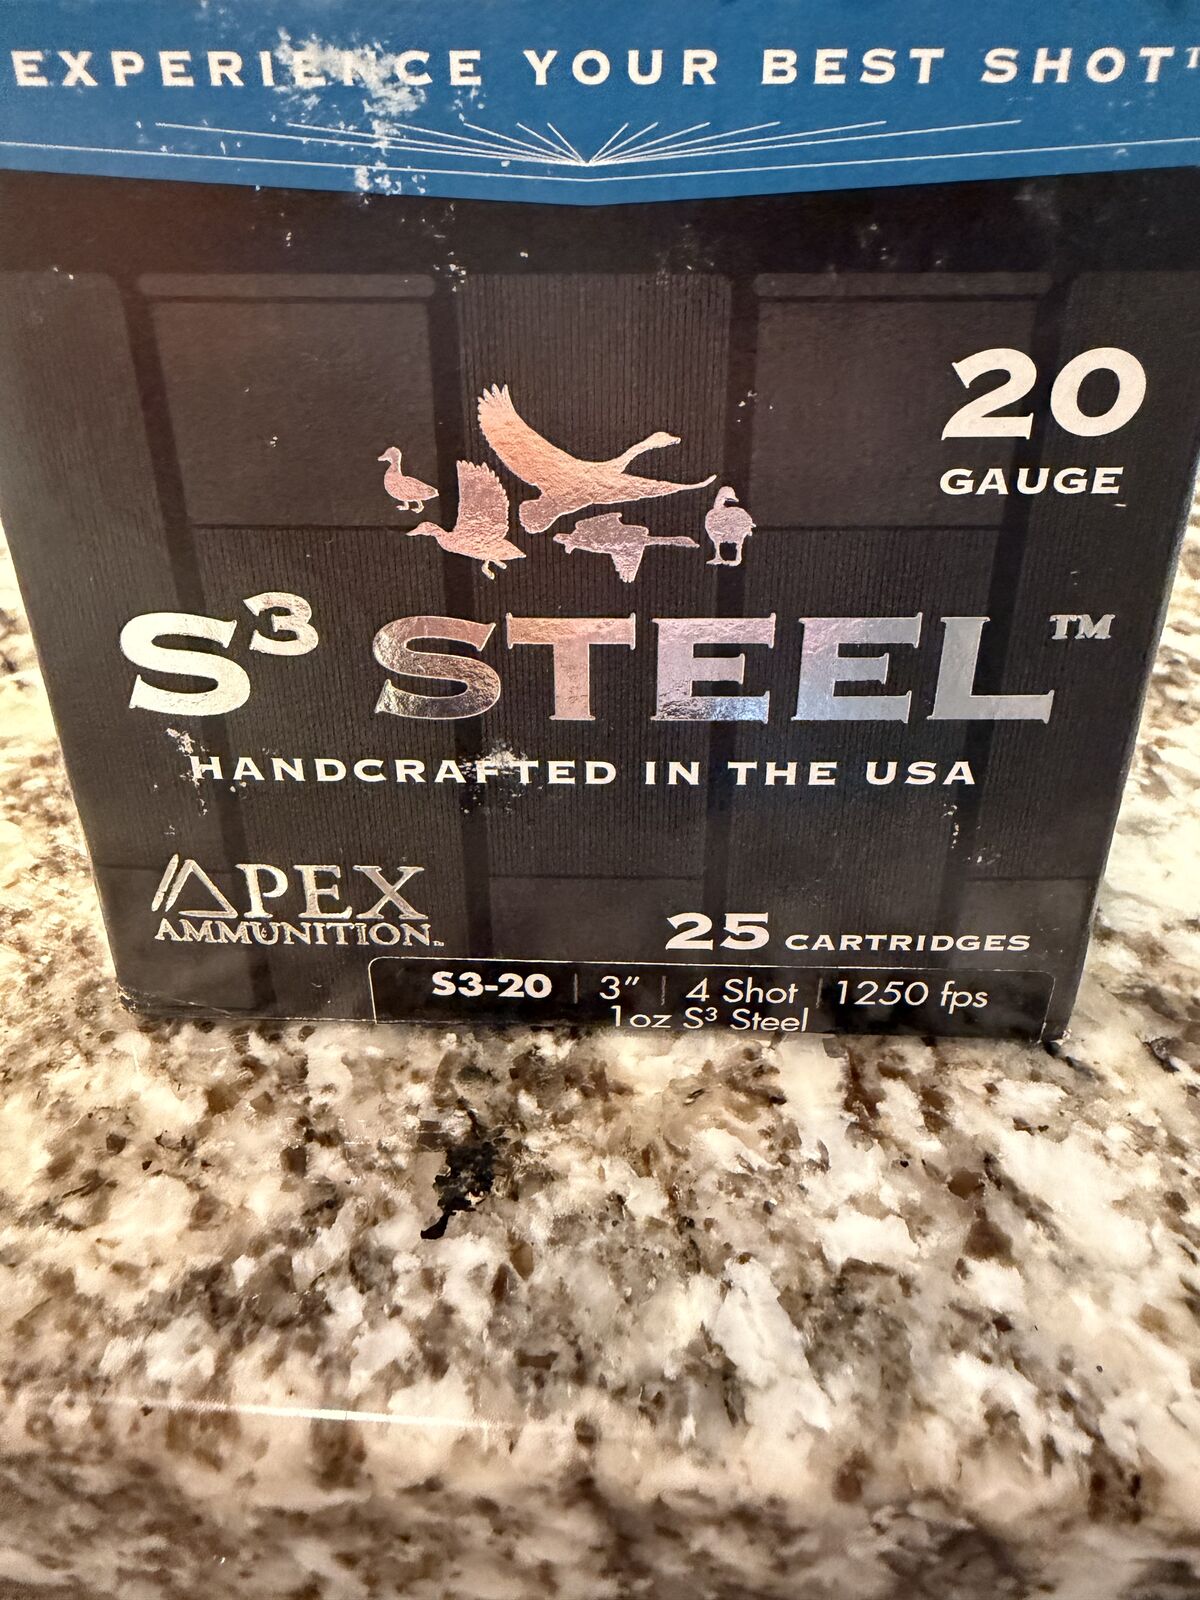 EXPERIENCE YOUR BEST SHOT
20
GAUGE
S³ STEEL™
HANDCRAFTED IN THE USA
APEX
AMMUNITION
25 CARTRIDGES
S3-20 | 3" | 4 Shot | 1250 fps
1oz S³ Steel